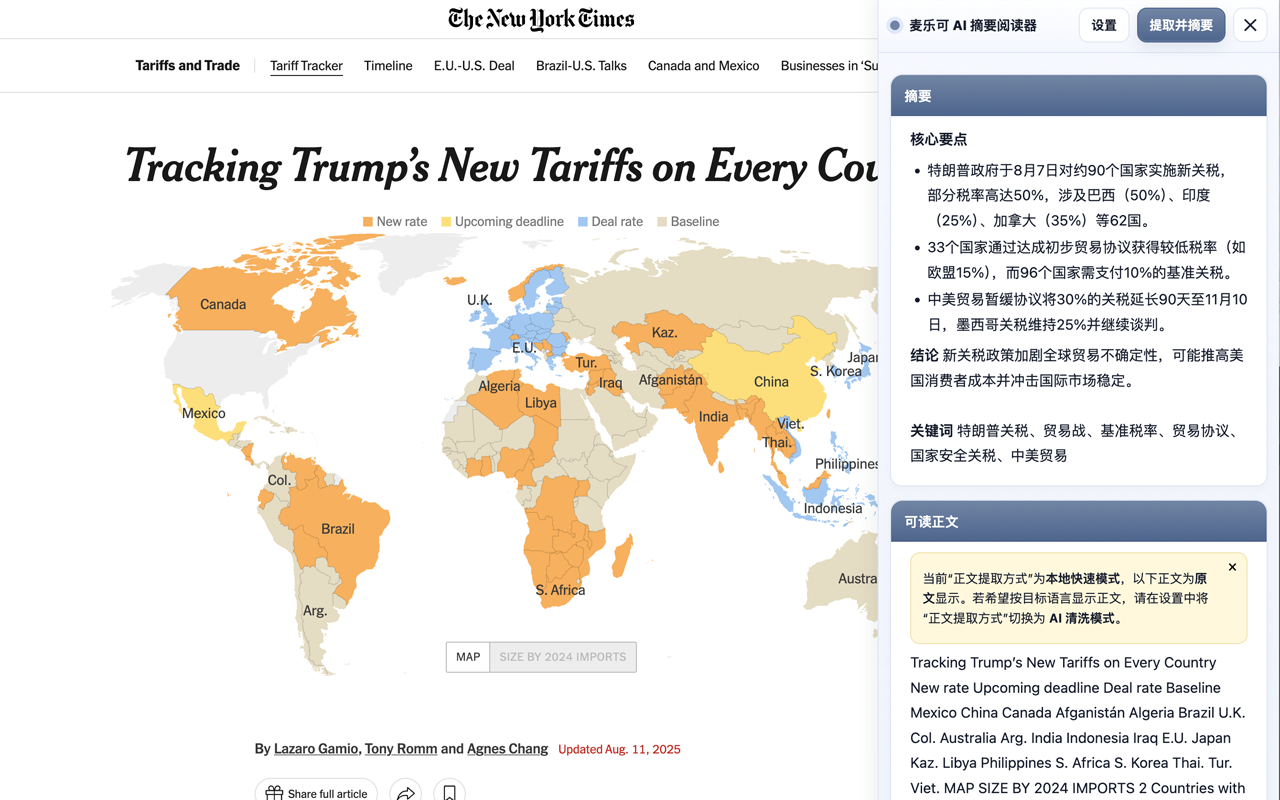 The New York Times
Tariffs and Trade Tariff Tracker Timeline E.U.-U.S. Deal Brazil-U.S. Talks Canada and Mexico Businesses in ‘Su
Tracking Trump’s New Tariffs on Every Cou
New rate Upcoming deadline Deal rate Baseline
Canada
U.K.
E.U.
Kaz.
Tur.
Iraq
Afganistán
China
Japan
S. Korea
Algeria
Libya
India
Mexico
Viet.
Thai.
Philippines
Col.
Indonesia
Brazil
Austra
S. Africa
Arg.
MAP SIZE BY 2024 IMPORTS
By Lazaro Gamio, Tony Romm and Agnes Chang Updated Aug. 11, 2025
Share full article
麦乐可 AI 摘要阅读器 设置 提取并摘要
摘要
核心要点
• 特朗普政府于8月7日对约90个国家实施新关税，
部分税率高达50%，涉及巴西（50%）、印度
（25%）、加拿大（35%）等62国。
• 33个国家通过达成初步贸易协议获得较低税率（如
欧盟15%），而96个国家需支付10%的基准关税。
• 中美贸易暂缓协议将30%的关税延长90天至11月10
日，墨西哥关税维持25%并继续谈判。
结论 新关税政策加剧全球贸易不确定性，可能推高美
国消费者成本并冲击国际市场稳定。
关键词 特朗普关税、贸易战、基准税率、贸易协议、
国家安全关税、中美贸易
可读正文
当前“正文提取方式”为本地快速模式，以下正文为原
文显示。若希望按目标语言显示正文，请在设置中将
“正文提取方式”切换为 AI 清洗模式。
Tracking Trump’s New Tariffs on Every Country
New rate Upcoming deadline Deal rate Baseline
Mexico China Canada Afganistán Algeria Brazil U.K.
Col. Australia Arg. India Indonesia Iraq E.U. Japan
Kaz. Libya Philippines S. Africa S. Korea Thai. Tur.
Viet. MAP SIZE BY 2024 IMPORTS 2 Countries with